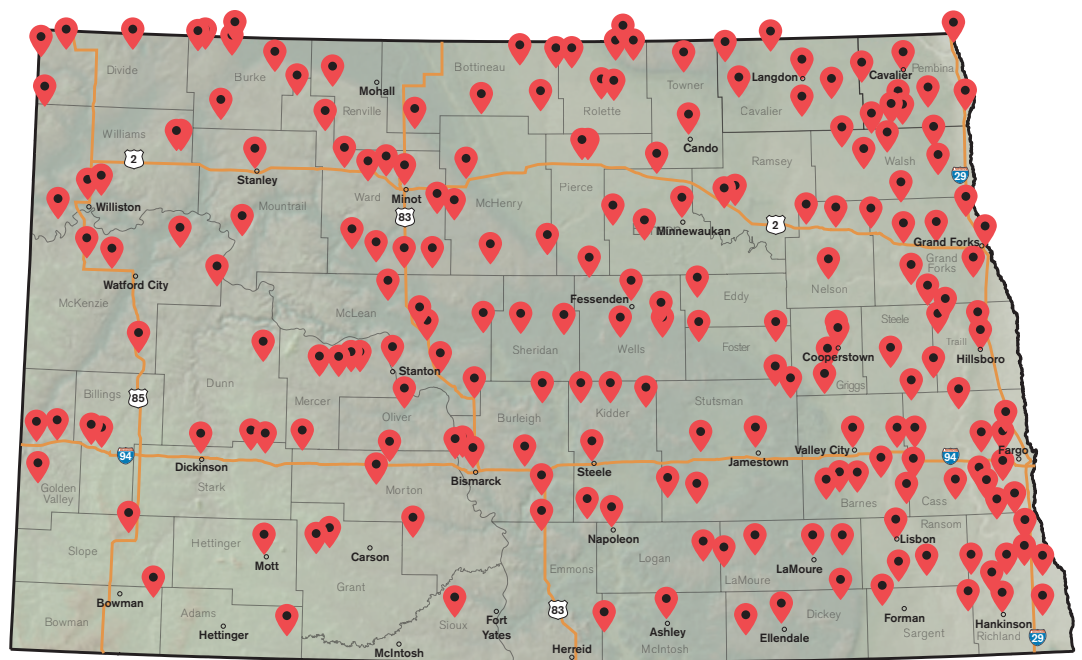 Divide
Burke
Bottineau
Towner
Langdon
Cavalier
Pembina
Mohall
Renville
Rolette
Cavalier
Williams
2
Stanley
Cando
Ramsey
Walsh
29
Williston
Mountrail
Ward
Minot
83
McHenry
Pierce
Minnewaukan
2
Grand Forks
Grand
Forks
Watford City
McKenzie
McLean
Fessenden
Eddy
Nelson
Sheridan
Wells
Foster
Cooperstown
Steele
Traill
Hillsboro
Stanton
Griggs
Billings
85
Dunn
Mercer
Oliver
Burleigh
Kidder
Stutsman
94
Dickinson
Stark
Bismarck
Steele
Jamestown
Valley City
94
Fargo
Golden
Valley
Morton
Barnes
Cass
Slope
Hettinger
Mott
Carson
Napoleon
Logan
LaMoure
Lisbon
Ransom
Grant
Emmons
LaMoure
Bowman
Bowman
Adams
Hettinger
Sioux
Fort
Yates
83
Ashley
McIntosh
Dickey
Ellendale
Forman
Sargent
Hankinson
Richland
29
McIntosh
Herreid